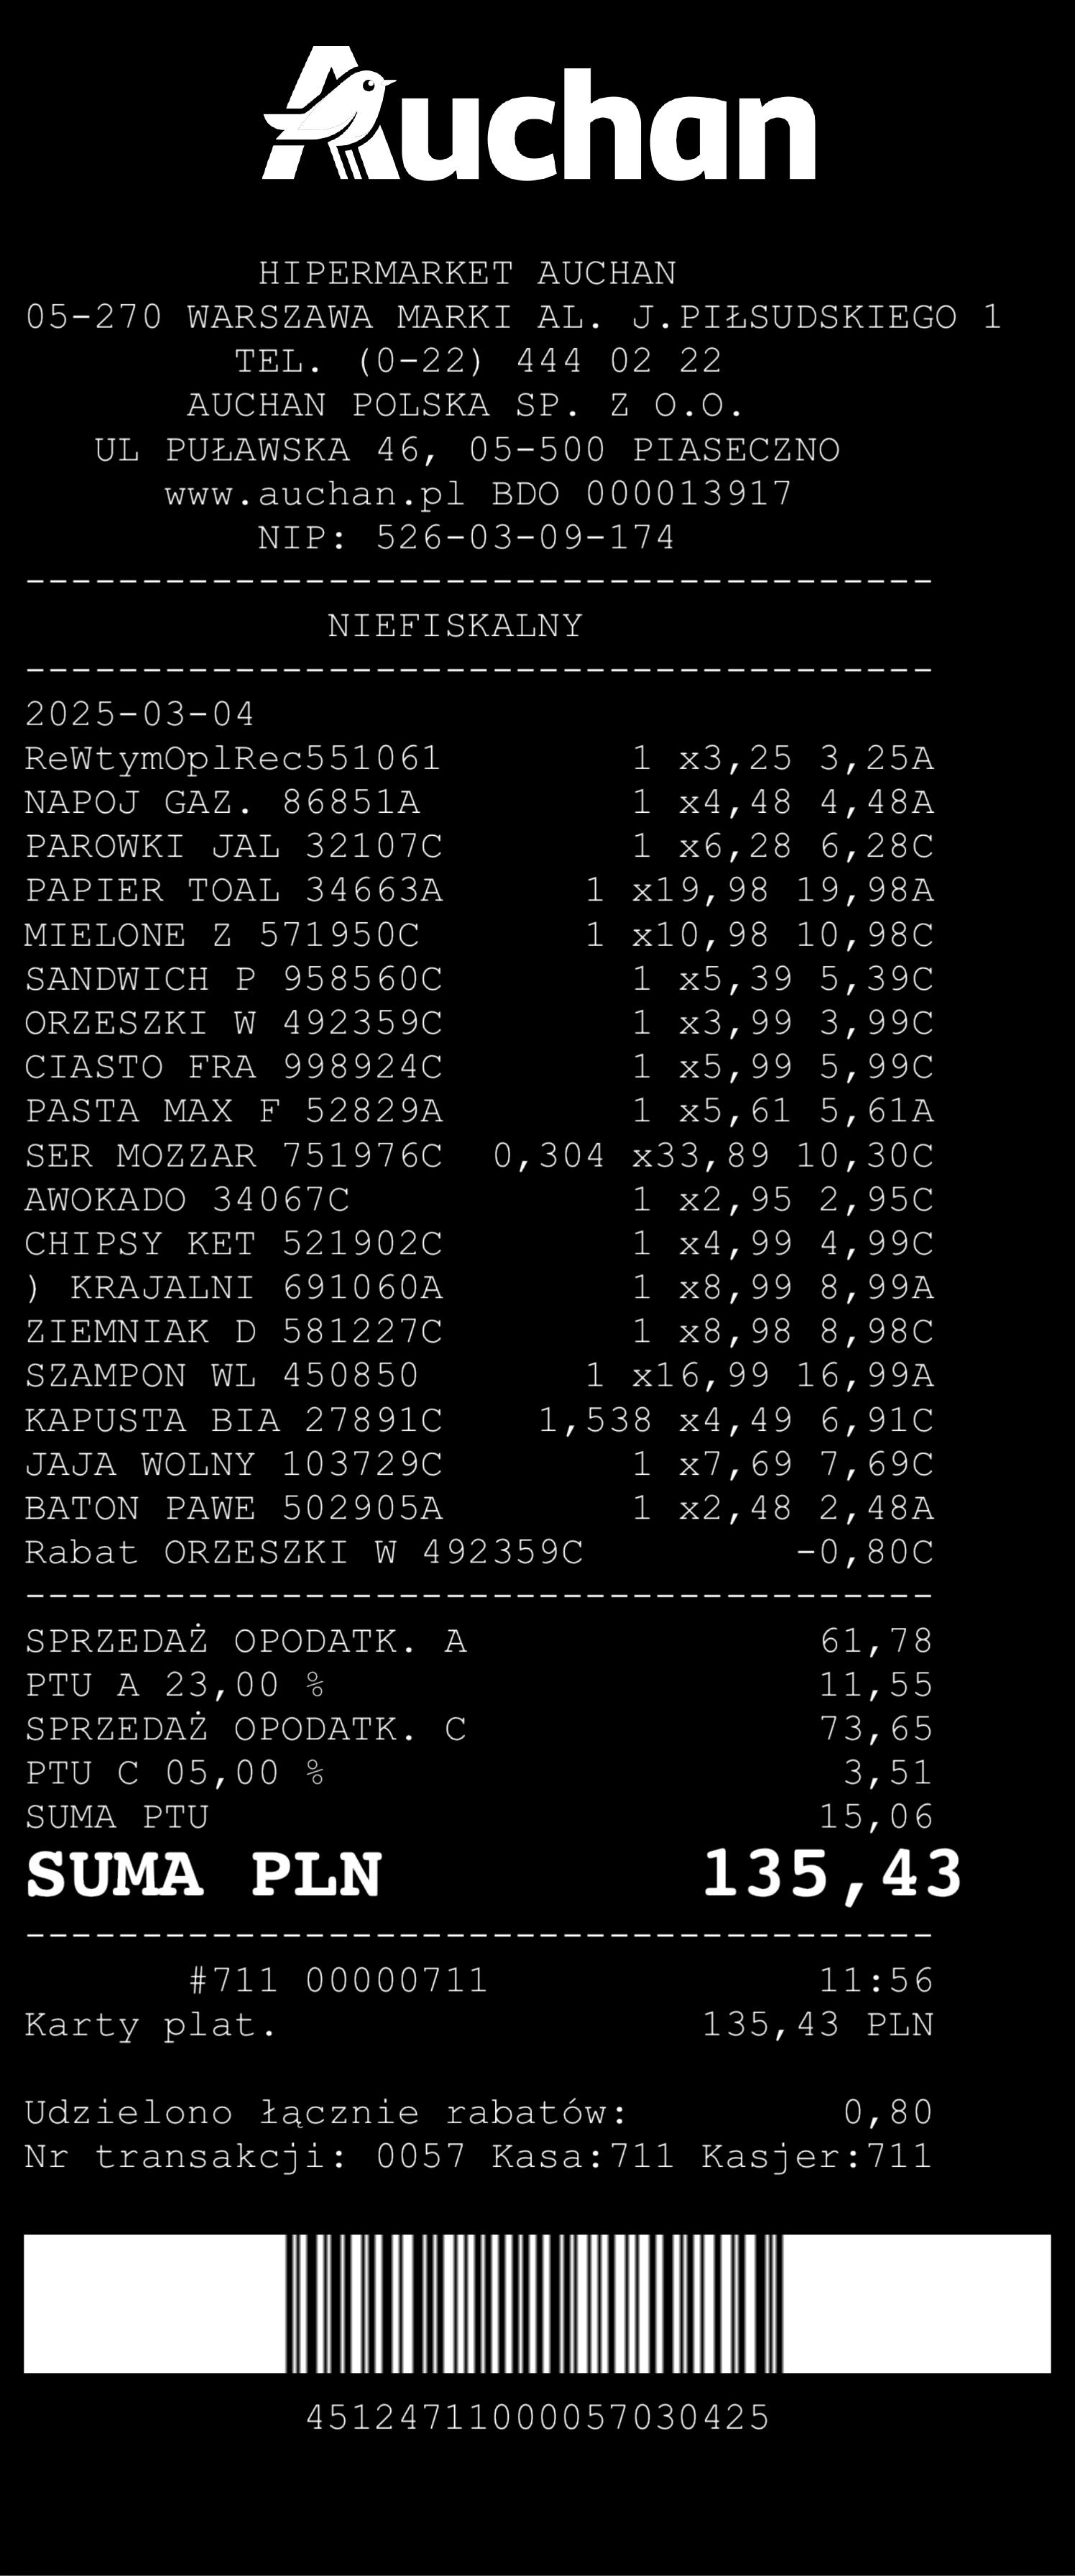 Auchan
HIPERMARKET AUCHAN
05-270 WARSZAWA MARKI AL. J.PIŁSUDSKIEGO 1
TEL. (0-22) 444 02 22
AUCHAN POLSKA SP. Z O.O.
UL PUŁAWSKA 46, 05-500 PIASECZNO
www.auchan.pl BDO 000013917
NIP: 526-03-09-174
---------------------------------------
NIEFISKALNY
---------------------------------------
2025-03-04
ReWtymOplRec551061 1 x3,25 3,25A
NAPOJ GAZ. 86851A 1 x4,48 4,48A
PAROWKI JAL 32107C 1 x6,28 6,28C
PAPIER TOAL 34663A 1 x19,98 19,98A
MIELONE Z 571950C 1 x10,98 10,98C
SANDWICH P 958560C 1 x5,39 5,39C
ORZESZKI W 492359C 1 x3,99 3,99C
CIASTO FRA 998924C 1 x5,99 5,99C
PASTA MAX F 52829A 1 x5,61 5,61A
SER MOZZAR 751976C 0,304 x33,89 10,30C
AWOKADO 34067C 1 x2,95 2,95C
CHIPSY KET 521902C 1 x4,99 4,99C
) KRAJALNI 691060A 1 x8,99 8,99A
ZIEMNIAK D 581227C 1 x8,98 8,98C
SZAMPON WL 450850 1 x16,99 16,99A
KAPUSTA BIA 27891C 1,538 x4,49 6,91C
JAJA WOLNY 103729C 1 x7,69 7,69C
BATON PAWE 502905A 1 x2,48 2,48A
Rabat ORZESZKI W 492359C -0,80C
---------------------------------------
SPRZEDAŻ OPODATK. A 61,78
PTU A 23,00 % 11,55
SPRZEDAŻ OPODATK. C 73,65
PTU C 05,00 % 3,51
SUMA PTU 15,06
SUMA PLN 135,43
---------------------------------------
#711 00000711 11:56
Karty plat. 135,43 PLN
Udzielono łącznie rabatów: 0,80
Nr transakcji: 0057 Kasa:711 Kasjer:711
45124711000057030425